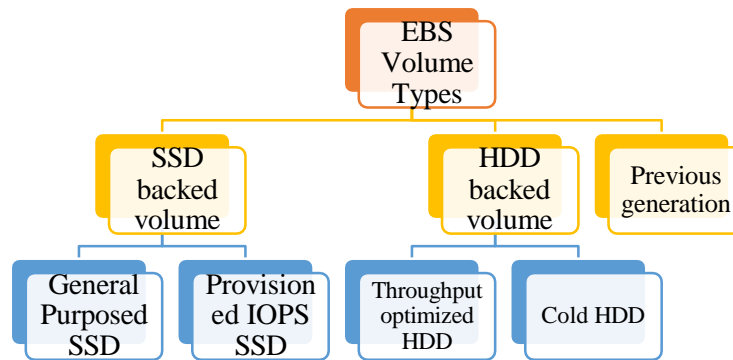 EBS
Volume
Types
SSD
backed
volume
HDD
backed
volume
Previous
generation
General
Purposed
SSD
Provision
ed IOPS
SSD
Throughput
optimized
HDD
Cold HDD